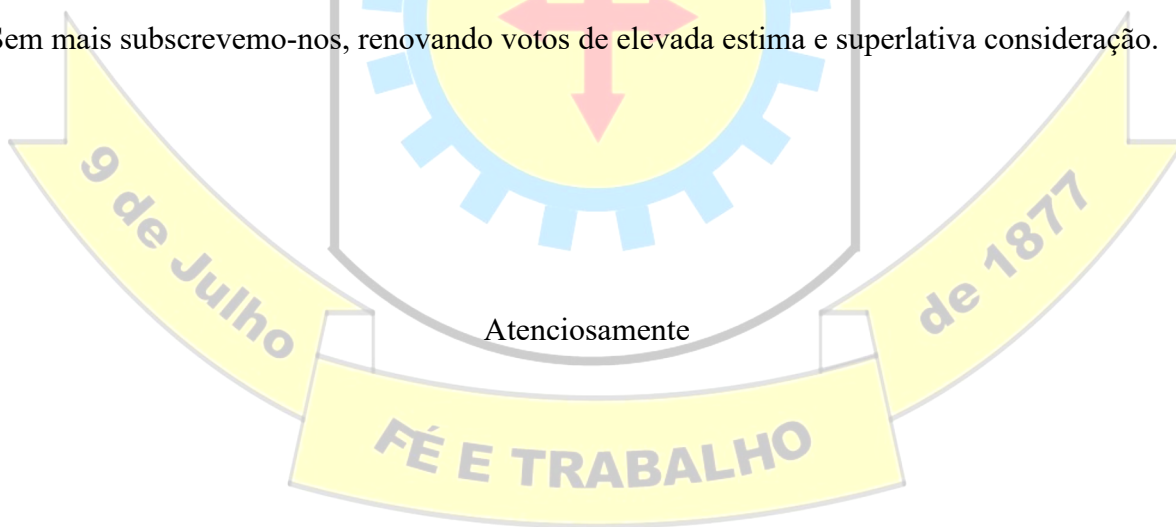 Sem mais subscrevemo-nos, renovando votos de elevada estima e superlativa consideração.
9 de Julho
de 1877
Atenciosamente
FÉ E TRABALHO